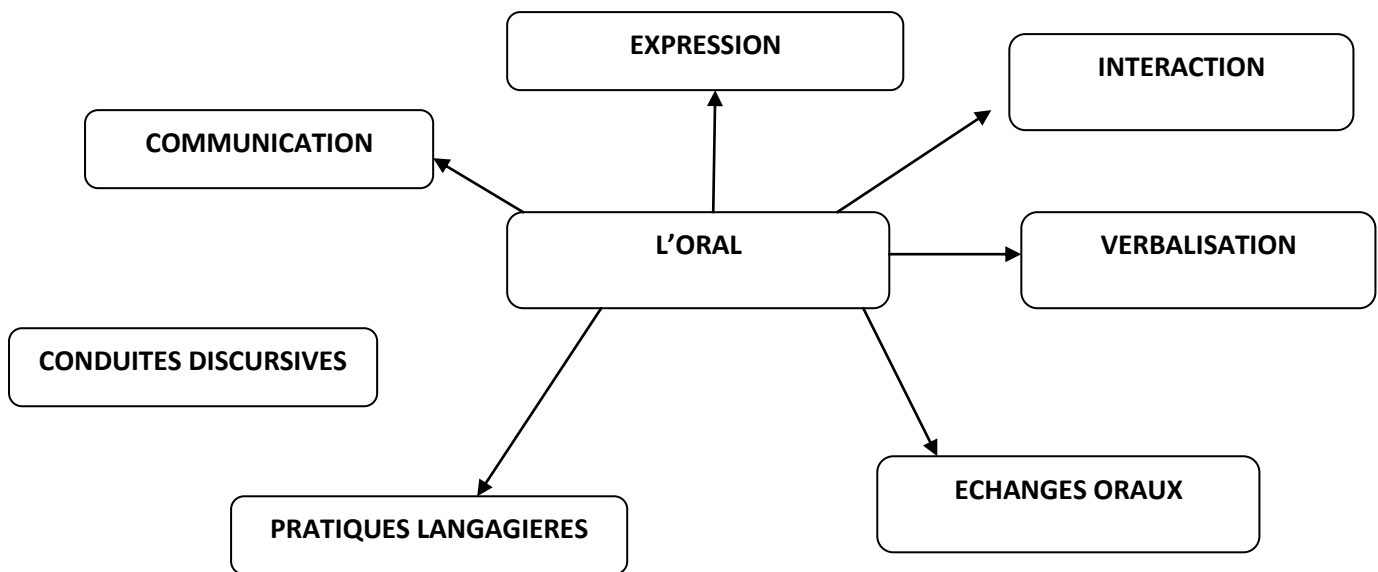 EXPRESSION
INTERACTION
COMMUNICATION
L’ORAL
VERBALISATION
CONDUITES DISCURSIVES
ECHANGES ORAUX
PRATIQUES LANGAGIERES